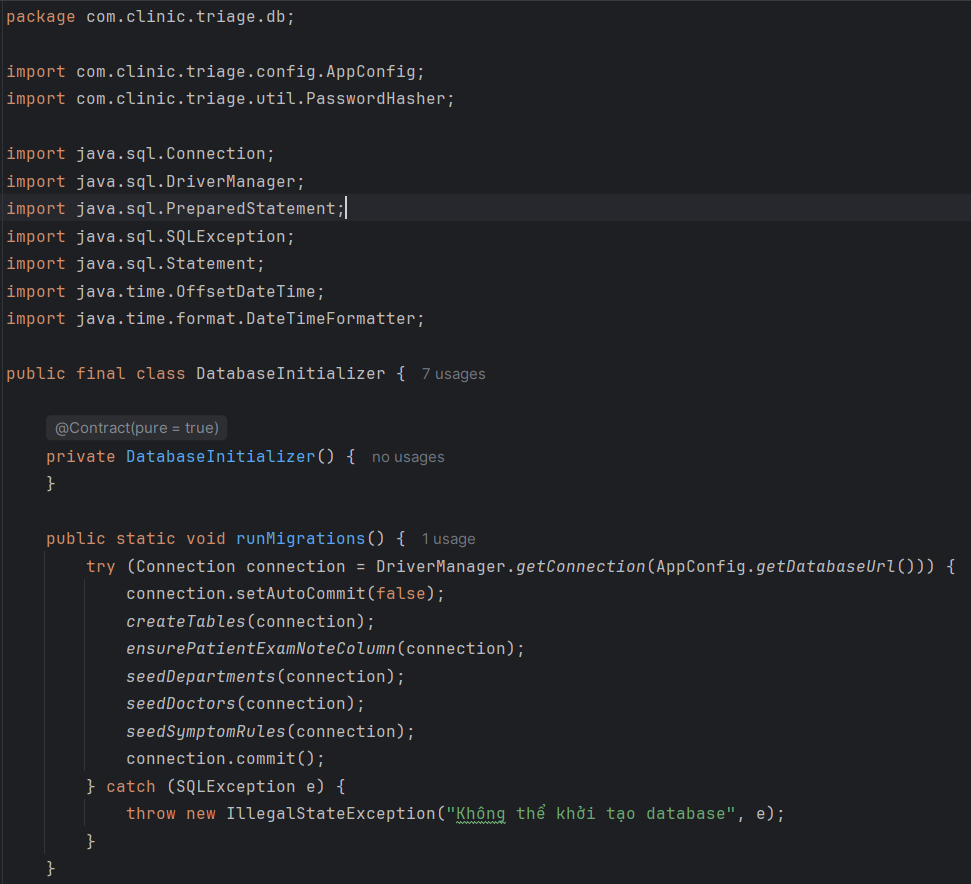 package com.clinic.triage.db;
import com.clinic.triage.config.AppConfig;
import com.clinic.triage.util.PasswordHasher;
import java.sql.Connection;
import java.sql.DriverManager;
import java.sql.PreparedStatement;
import java.sql.SQLException;
import java.sql.Statement;
import java.time.OffsetDateTime;
import java.time.format.DateTimeFormatter;
public final class DatabaseInitializer { 7 usages
@Contract(pure = true)
private DatabaseInitializer() { no usages
}
public static void runMigrations() { 1 usage
try (Connection connection = DriverManager.getConnection(AppConfig.getDatabaseUrl())) {
connection.setAutoCommit(false);
createTables(connection);
ensurePatientExamNoteColumn(connection);
seedDepartments(connection);
seedDoctors(connection);
seedSymptomRules(connection);
connection.commit();
} catch (SQLException e) {
throw new IllegalStateException("Không thể khởi tạo database", e);
}
}